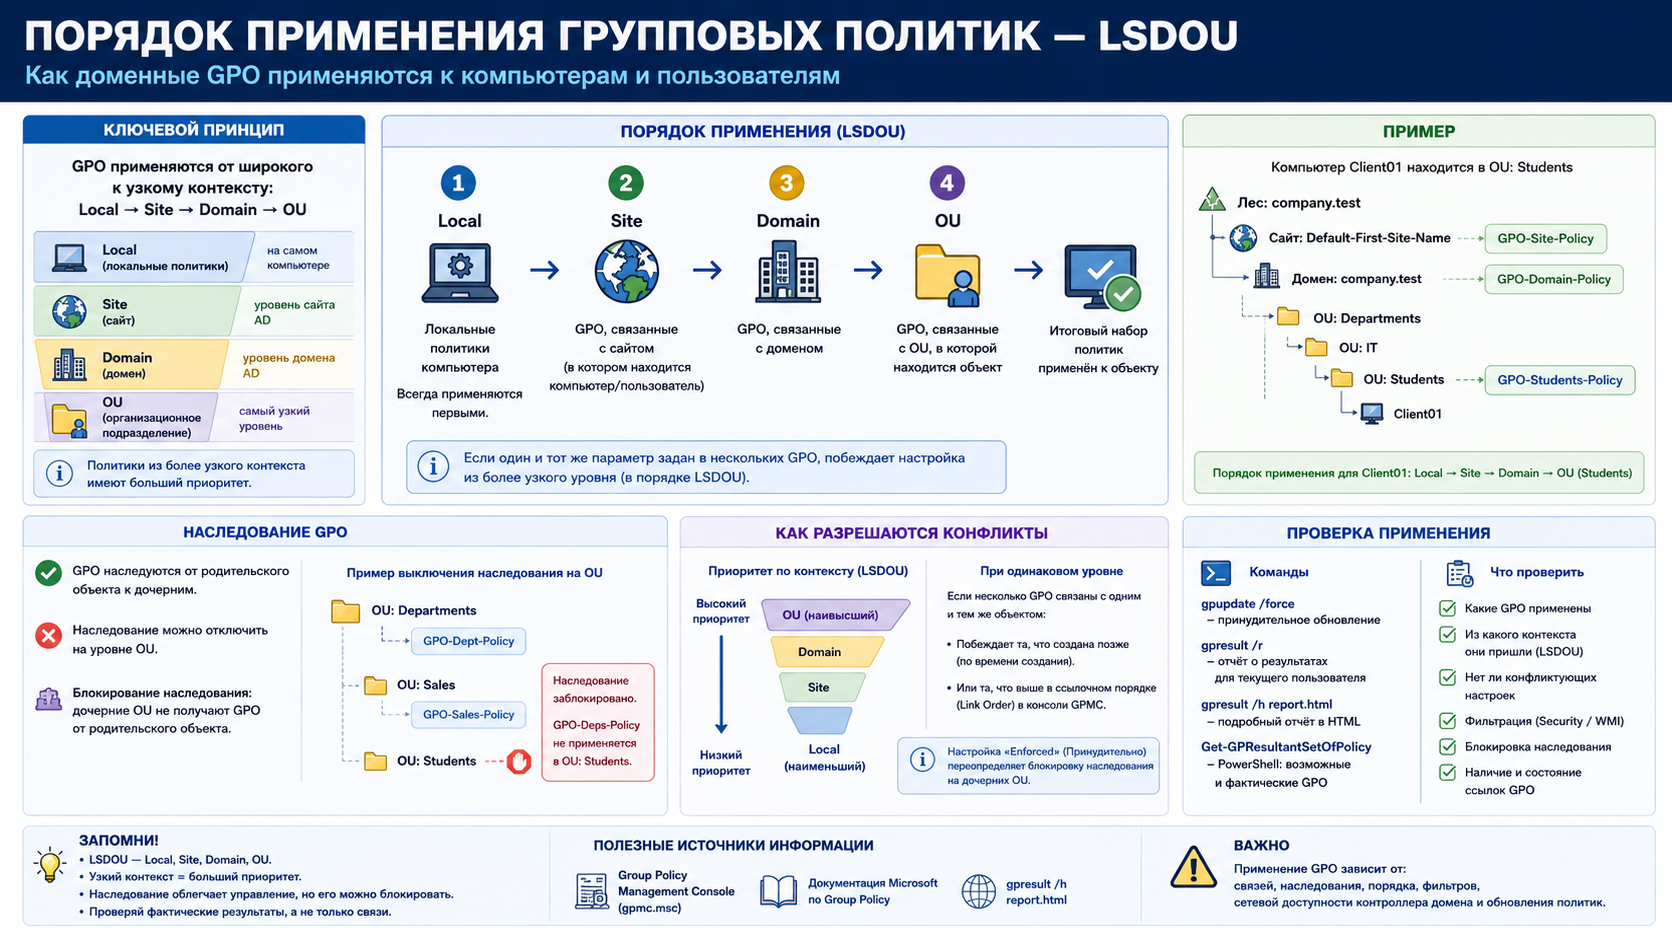 ПОРЯДОК ПРИМЕНЕНИЯ ГРУППОВЫХ ПОЛИТИК — LSDOU
Как доменные GPO применяются к компьютерам и пользователям
КЛЮЧЕВОЙ ПРИНЦИП
GPO применяются от широкого
к узкому контексту:
Local → Site → Domain → OU
Local
(локальные политики)
на самом
компьютере
Site
(сайт)
уровень сайта
AD
Domain
(домен)
уровень домена
AD
OU
(организационное
подразделение)
самый узкий
уровень
Политики из более узкого контекста
имеют больший приоритет.
ПОРЯДОК ПРИМЕНЕНИЯ (LSDOU)
1
Local
Локальные
политики
компьютера
Всегда применяются
первыми.
2
Site
GPO, связанные
с сайтом
(в котором находится
компьютер/пользователь)
3
Domain
GPO, связанные
с доменом
4
OU
GPO, связанные
с OU, в которой
находится объект
Итоговый набор
политик
применён к объекту
Если один и тот же параметр задан в нескольких GPO, побеждает настройка
из более узкого уровня (в порядке LSDOU).
ПРИМЕР
Компьютер Client01 находится в OU: Students
Лес: company.test
Сайт: Default-First-Site-Name
GPO-Site-Policy
Домен: company.test
GPO-Domain-Policy
OU: Departments
OU: IT
OU: Students
GPO-Students-Policy
Client01
Порядок применения для Client01: Local → Site → Domain → OU (Students)
НАСЛЕДОВАНИЕ GPO
GPO наследуются от родительского
объекта к дочерним.
Наследование можно отключить
на уровне OU.
Блокирование наследования:
дочерние OU не получают GPO
от родительского объекта.
Пример выключения наследования на OU
OU: Departments
GPO-Dept-Policy
OU: Sales
GPO-Sales-Policy
OU: Students
Наследование
заблокировано.
GPO-Deps-Policy
не применяется
в OU: Students.
КАК РАЗРЕШАЮТСЯ КОНФЛИКТЫ
Приоритет по контексту (LSDOU)
Высокий
приоритет
OU (наивысший)
Domain
Site
Local
(наименьший)
Низкий
приоритет
При одинаковом уровне
Если несколько GPO связаны с одним
и тем же объектом:
• Побеждает та, что создана позже
(по времени создания).
• Или та, что выше в ссылочном порядке
(Link Order) в консоли GPMC.
Настройка «Enforced» (Принудительно)
переопределяет блокировку наследования
на дочерних OU.
ПРОВЕРКА ПРИМЕНЕНИЯ
Команды
gpupdate /force
– принудительное обновление
gpresult /r
– отчёт о результатах
для текущего пользователя
gpresult /h report.html
– подробный отчёт в HTML
Get-GPResultantSetOfPolicy
– PowerShell: возможные
и фактические GPO
Что проверить
Какие GPO применены
Из какого контекста
они пришли (LSDOU)
Нет ли конфликтующих
настроек
Фильтрация (Security / WMI)
Блокировка наследования
Наличие и состояние
ссылок GPO
ЗАПОМНИ!
• LSDOU — Local, Site, Domain, OU.
• Узкий контекст = больший приоритет.
• Наследование облегчает управление, но его можно блокировать.
• Проверяй фактические результаты, а не только связи.
ПОЛЕЗНЫЕ ИСТОЧНИКИ ИНФОРМАЦИИ
Group Policy
Management Console
(gpmc.msc)
Документация Microsoft
по Group Policy
gpresult /h
report.html
ВАЖНО
Применение GPO зависит от:
связей, наследования, порядка, фильтров,
сетевой доступности контроллера домена и обновления политик.